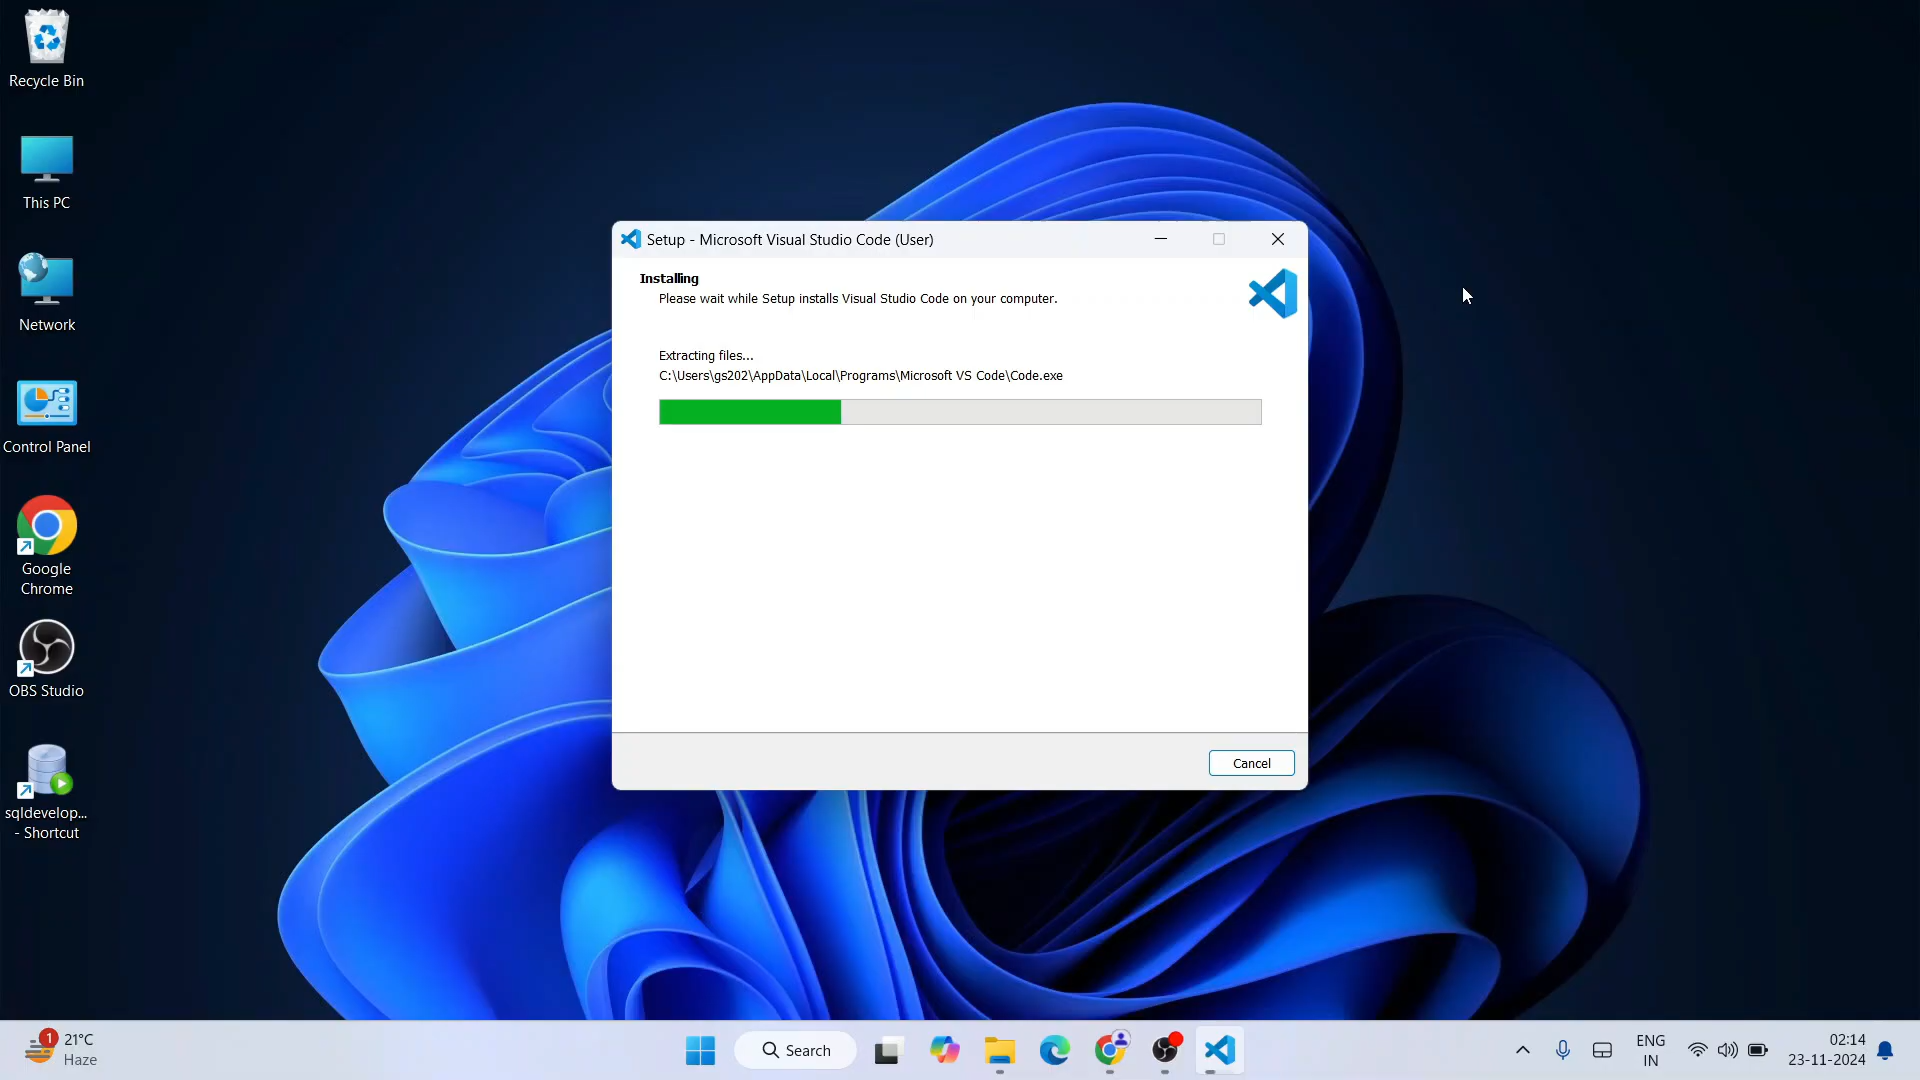 Recycle Bin
This PC
Network
Control Panel
Google
Chrome
OBS Studio
sqldevelop...
- Shortcut
Setup - Microsoft Visual Studio Code (User)
Installing
Please wait while Setup installs Visual Studio Code on your computer.
Extracting files...
C:\Users\gs202\AppData\Local\Programs\Microsoft VS Code\Code.exe
Cancel
1
21°C
Haze
Search
ENG
IN
02:14
23-11-2024